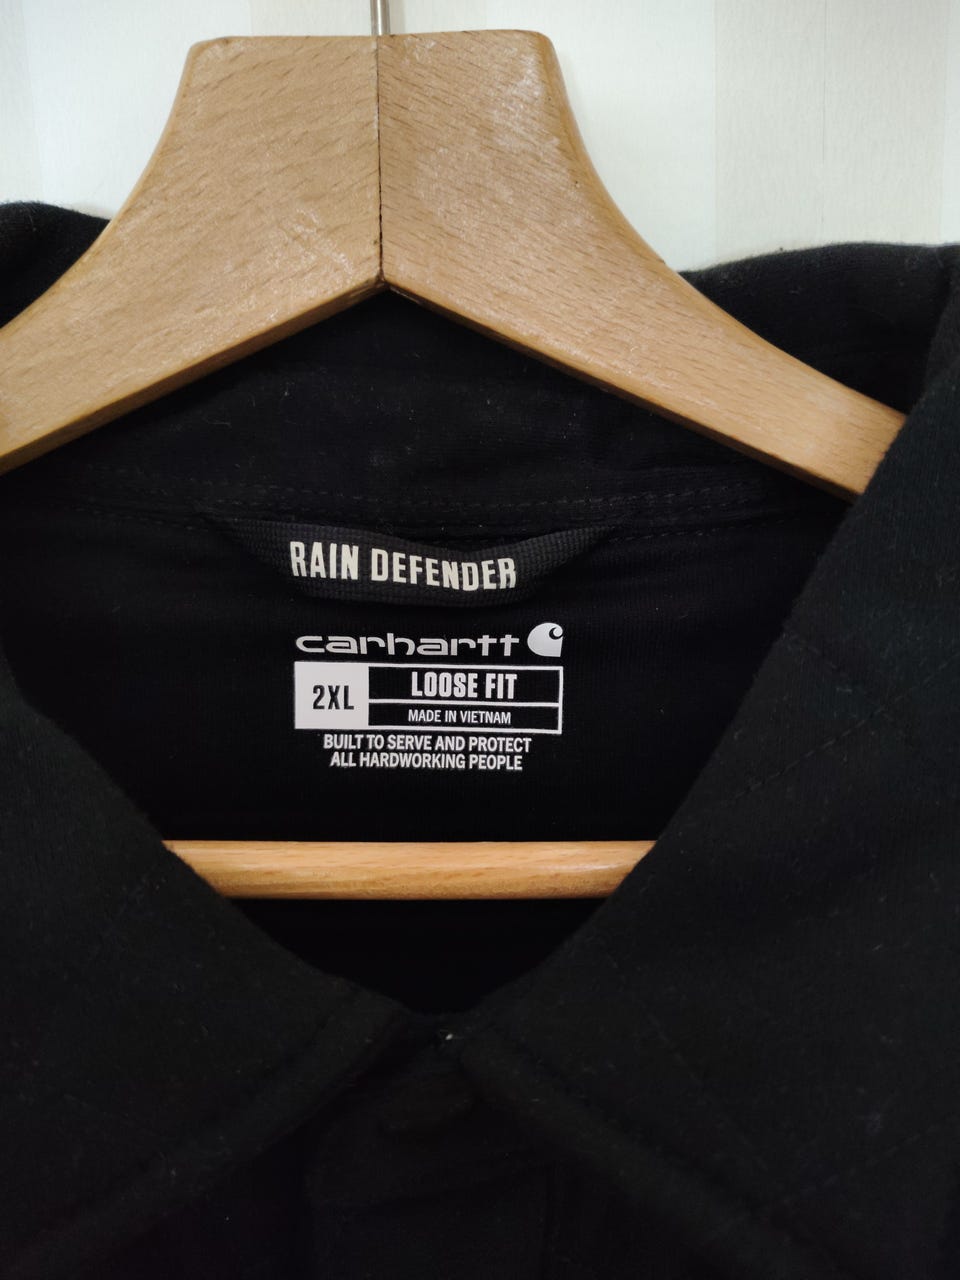 RAIN DEFENDER
carhartt
2XL
LOOSE FIT
MADE IN VIETNAM
BUILT TO SERVE AND PROTECT
ALL HARDWORKING PEOPLE